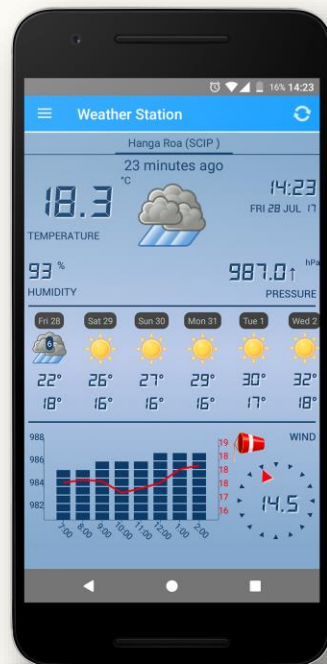 16% 14:23
Weather Station
Hanga Roa (SCIP)
23 minutes ago
18.3 °C
14:23
FRI 28 JUL 17
TEMPERATURE
93 % 987.0↑ hPa
HUMIDITY PRESSURE
Fri 28 Sat 29 Sun 30 Mon 31 Tue 1 Wed 2
6
22° 26° 27° 29° 30° 32°
18° 16° 16° 16° 17° 18°
988 19 WIND
986 18
18
984 17
17
982 16
14.5
7:00 8:00 9:00 10:00 11:00 12:00 1:00 2:00